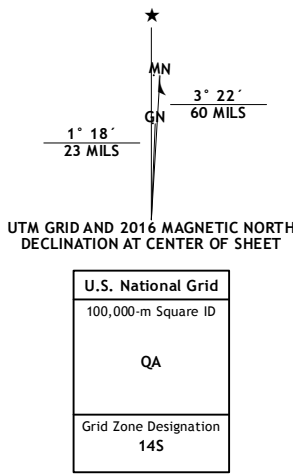 MN
3° 22´
60 MILS
GN
1° 18´
23 MILS
UTM GRID AND 2016 MAGNETIC NORTH
DECLINATION AT CENTER OF SHEET
U.S. National Grid
100,000-m Square ID
QA
Grid Zone Designation
14S